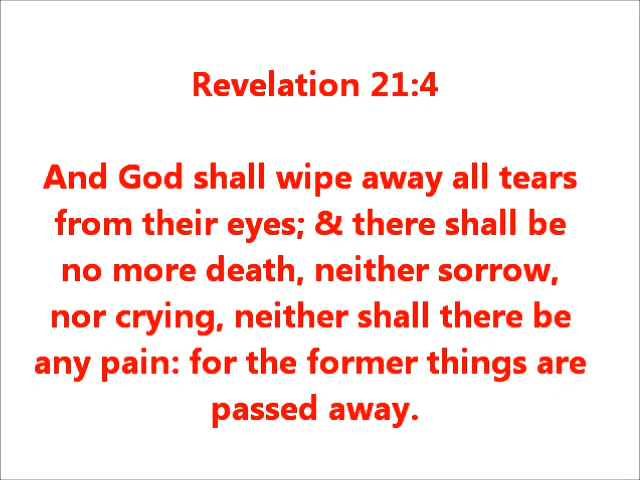 Revelation 21:4
And God shall wipe away all tears
from their eyes; & there shall be
no more death, neither sorrow,
nor crying, neither shall there be
any pain: for the former things are
passed away.